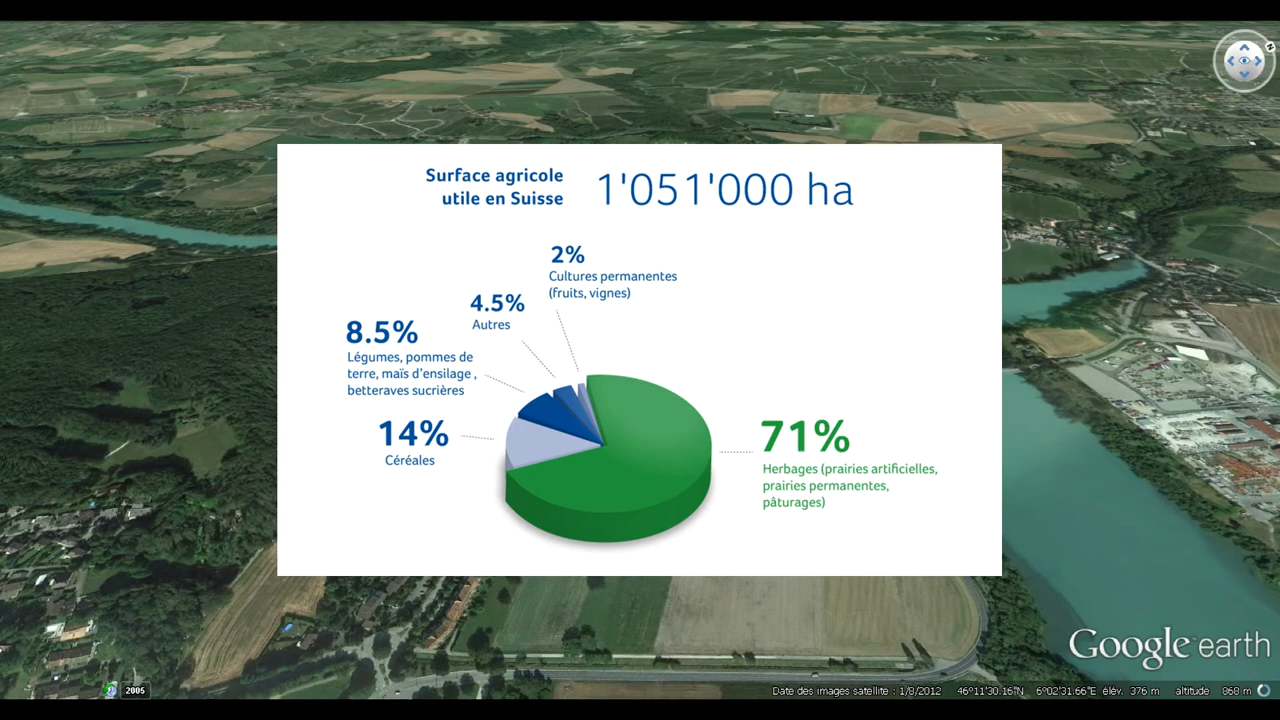 Surface agricole
utile en Suisse
1'051'000 ha
2%
Cultures permanentes
(fruits, vignes)
4.5%
Autres
8.5%
Légumes, pommes de
terre, maïs d'ensilage ,
betteraves sucrières
14%
Céréales
71%
Herbages (prairies artificielles,
prairies permanentes,
pâturages)
Google earth
2005
Date des images satellite : 1/8/2012 46°11'30.16"N 6°02'31.66"E élév. 376 m altitude 868 m